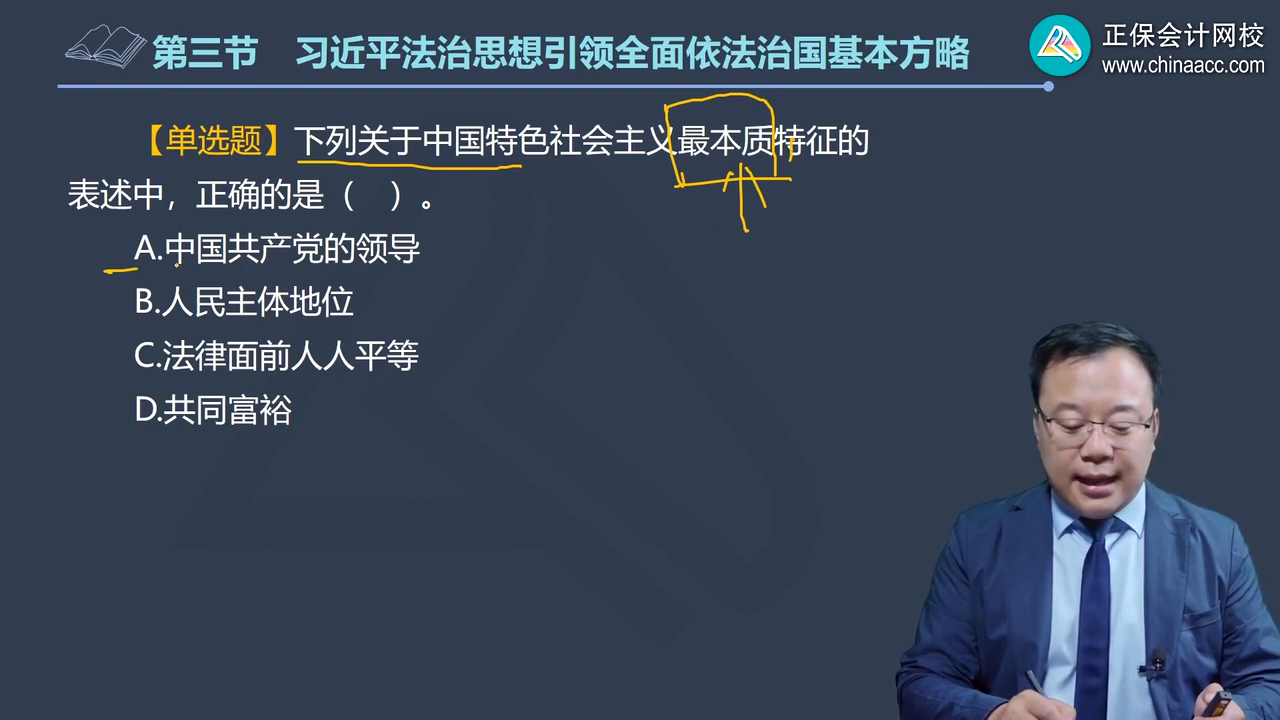 第三节 习近平法治思想引领全面依法治国基本方略
正保会计网校
www.chinaacc.com
【单选题】下列关于中国特色社会主义最本质特征的
表述中，正确的是（ ）。
A.中国共产党的领导
B.人民主体地位
C.法律面前人人平等
D.共同富裕